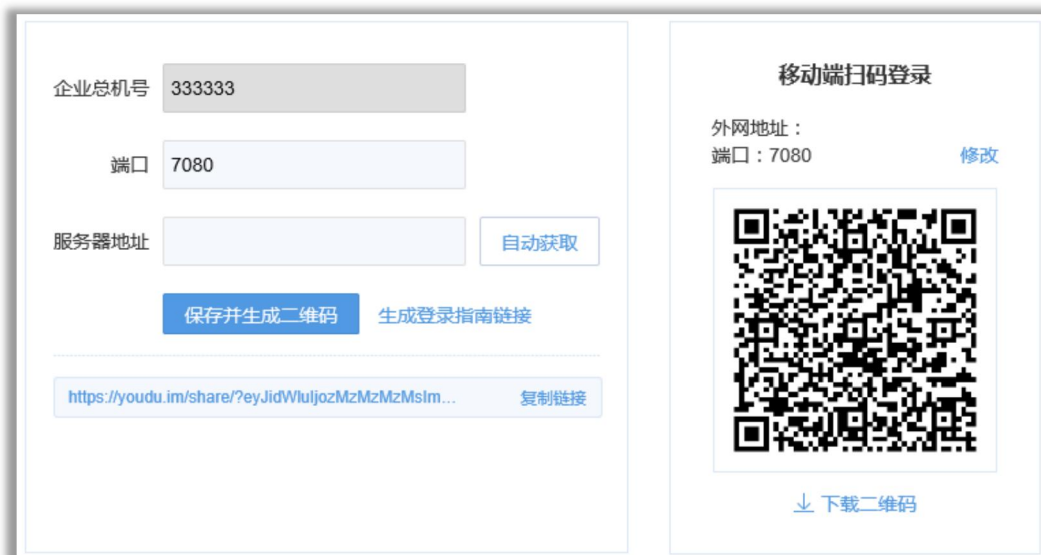 企业总机号 333333
端口 7080
服务器地址 自动获取
保存并生成二维码 生成登录指南链接
https://youdu.im/share/?eyJidWluIjozMzMzMzMsIm... 复制链接
移动端扫码登录
外网地址：
端口：7080 修改
下载二维码